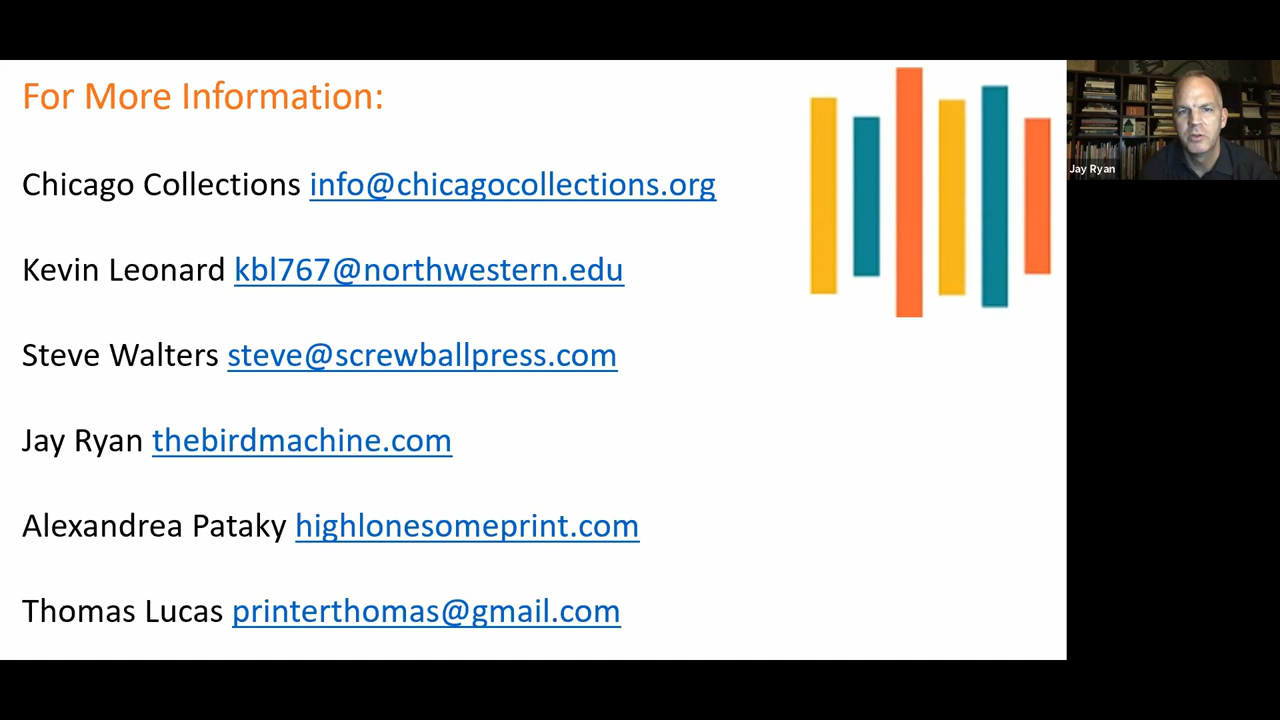 For More Information:
Chicago Collections info@chicagocollections.org
Kevin Leonard kbl767@northwestern.edu
Steve Walters steve@screwballpress.com
Jay Ryan thebirdmachine.com
Alexandrea Pataky highlonesomeprint.com
Thomas Lucas printerthomas@gmail.com
Jay Ryan